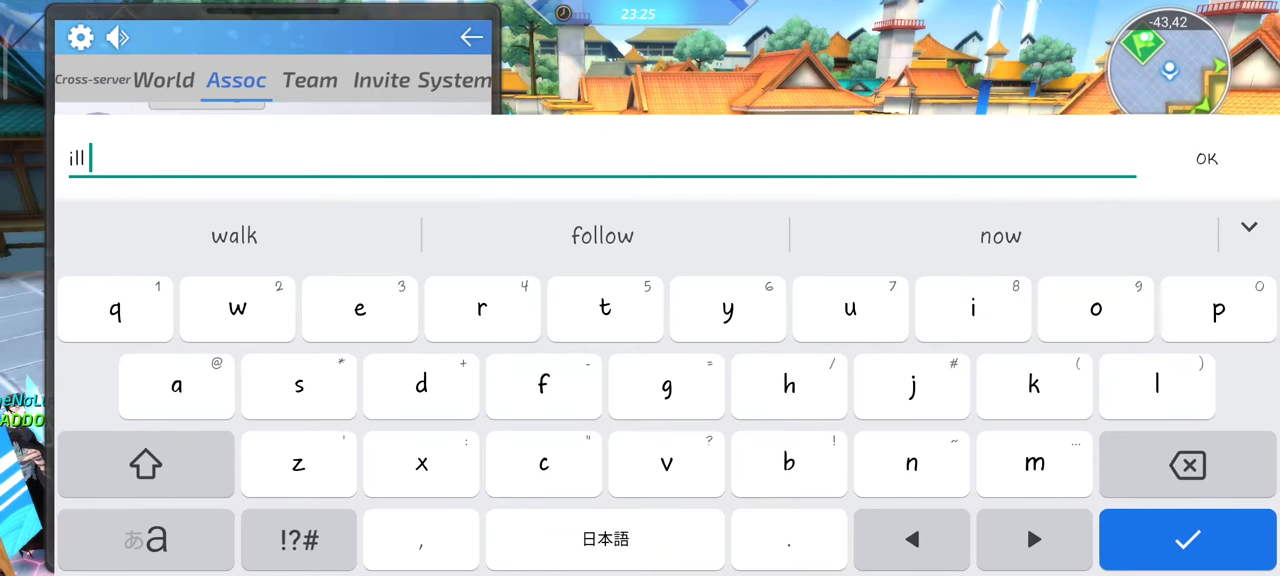 23:25
-43,42
Cross-server World Assoc Team Invite System
ill
OK
walk follow now
q 1 w 2 e 3 r 4 t 5 y 6 u 7 i 8 o 9 p 0
a @ s * d + f - g = h / j # k ( l )
z ' x : c " v ? b ! n ~ m ...
あa !?# , 日本語 .
ADDO